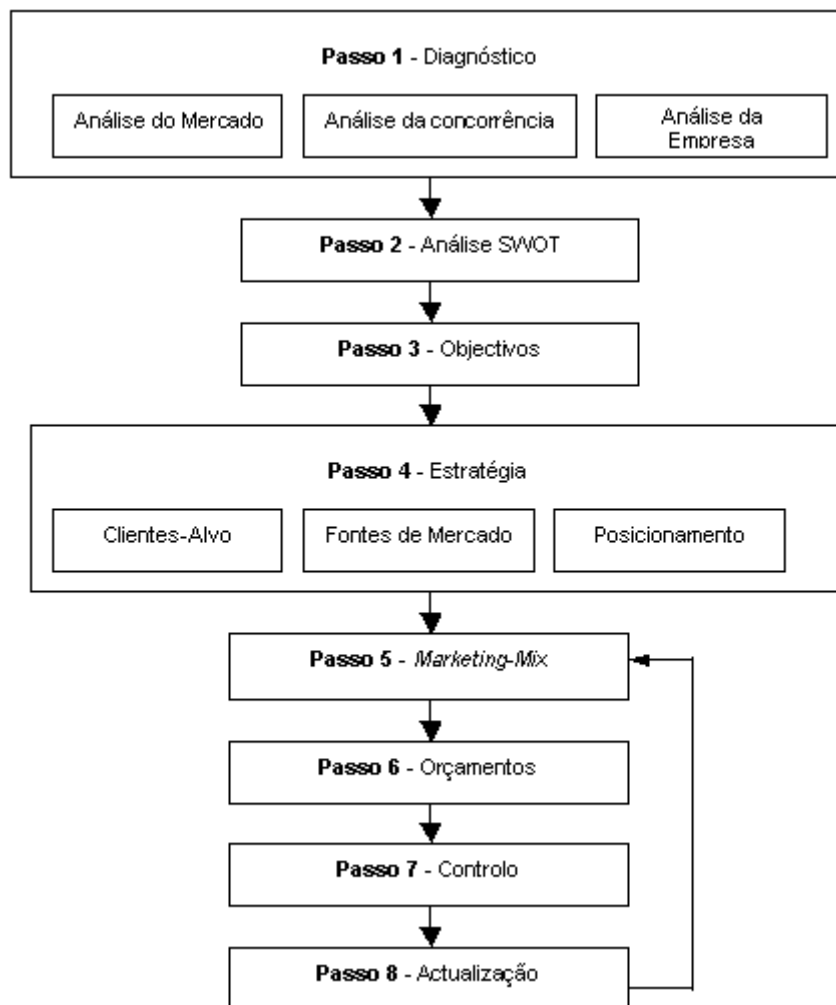 Passo 1 - Diagnóstico
Análise do Mercado
Análise da concorrência
Análise da
Empresa
Passo 2 - Análise SWOT
Passo 3 - Objectivos
Passo 4 - Estratégia
Clientes-Alvo
Fontes de Mercado
Posicionamento
Passo 5 - Marketing-Mix
Passo 6 - Orçamentos
Passo 7 - Controlo
Passo 8 - Actualização